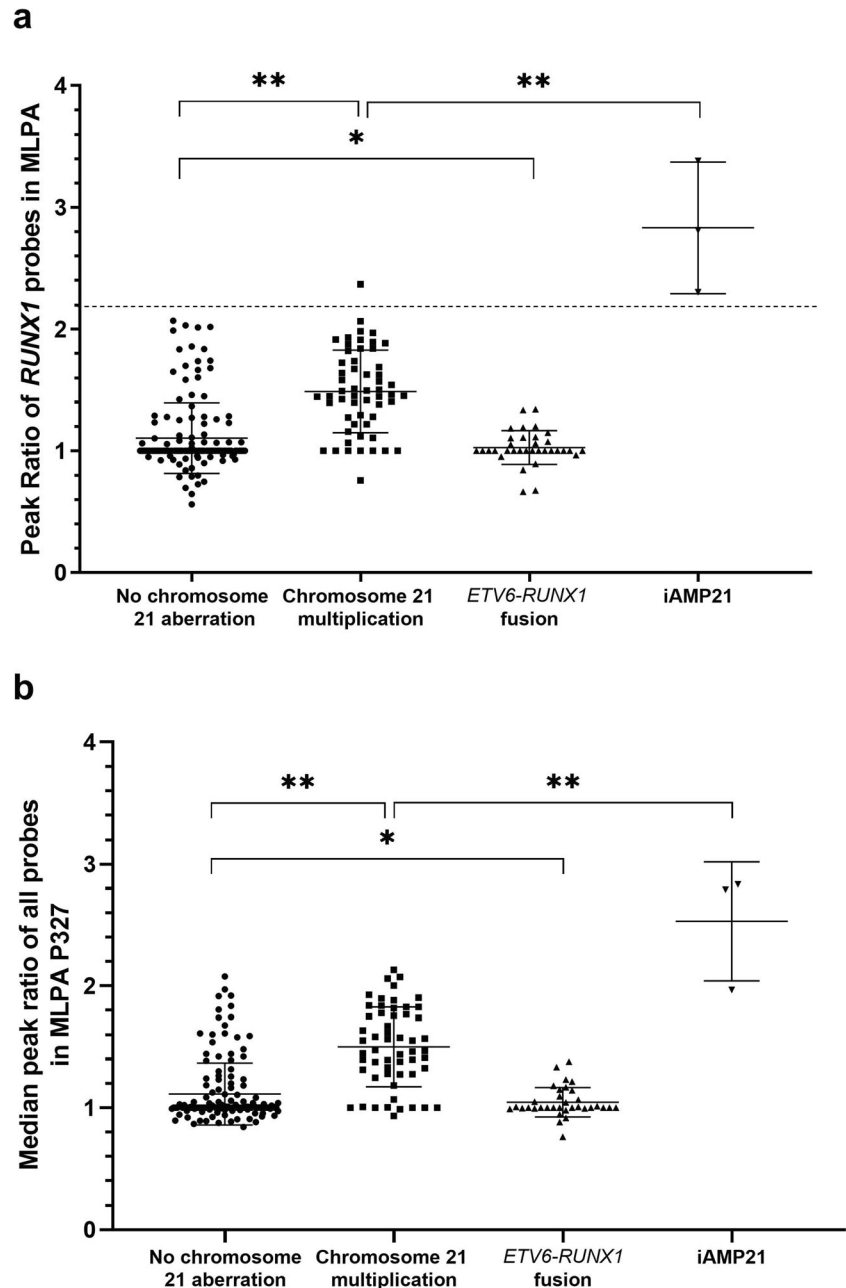 a
Peak Ratio of RUNX1 probes in MLPA
4
3
2
1
0
**
**
*
No chromosome
21 aberration
Chromosome 21
multiplication
ETV6-RUNX1
fusion
iAMP21
b
Median peak ratio of all probes
in MLPA P327
4
3
2
1
0
**
**
*
No chromosome
21 aberration
Chromosome 21
multiplication
ETV6-RUNX1
fusion
iAMP21